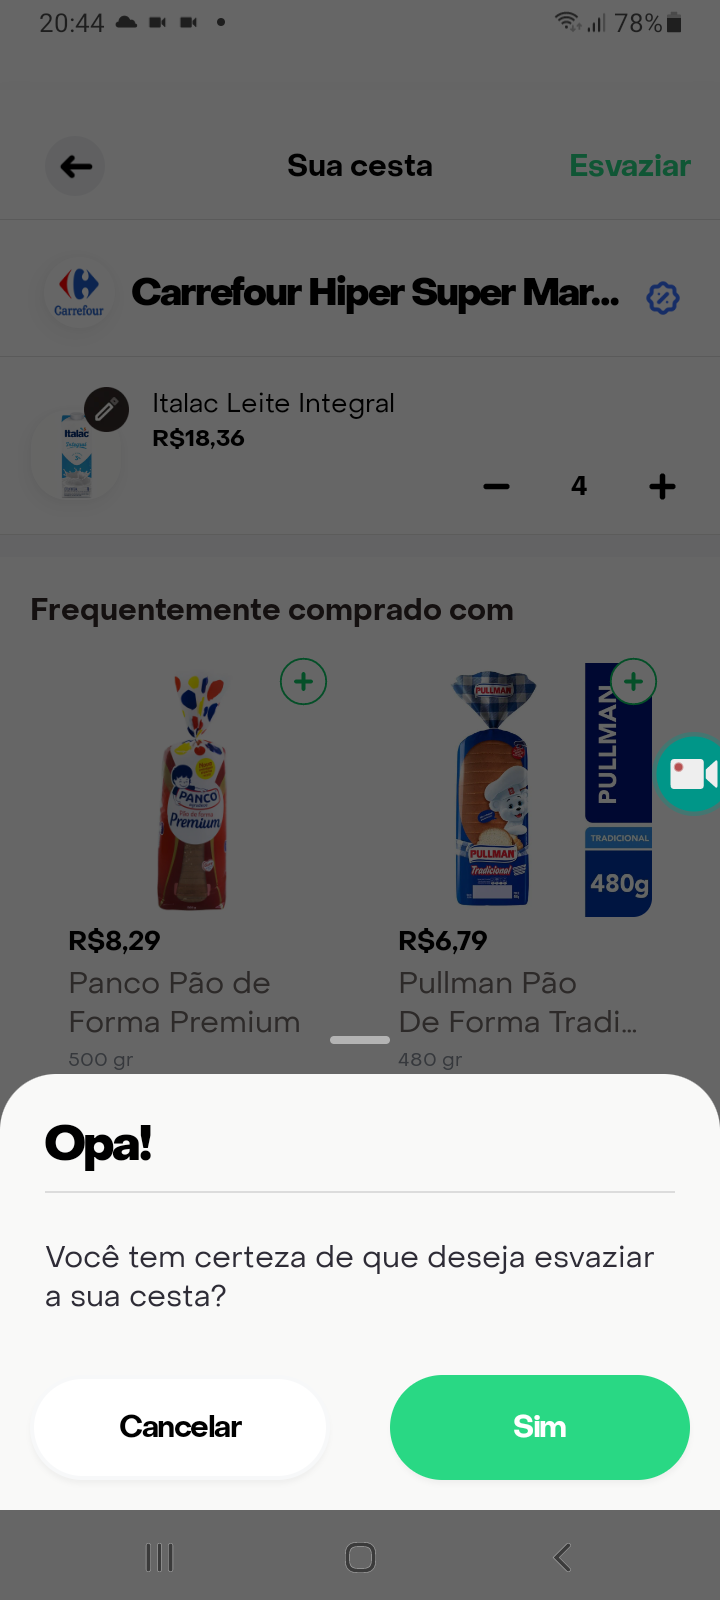 20:44
78%
Sua cesta
Esvaziar
Carrefour
Carrefour Hiper Super Mar...
Italac
Italac Leite Integral
R$18,36
4
Frequentemente comprado com
PANCO
Premium
PULLMAN
PULLMAN
Tradicional
PULLMAN
TRADICIONAL
480g
R$8,29
Panco Pão de
Forma Premium
500 gr
R$6,79
Pullman Pão
De Forma Tradi...
480 gr
Opa!
Você tem certeza de que deseja esvaziar
a sua cesta?
Cancelar
Sim